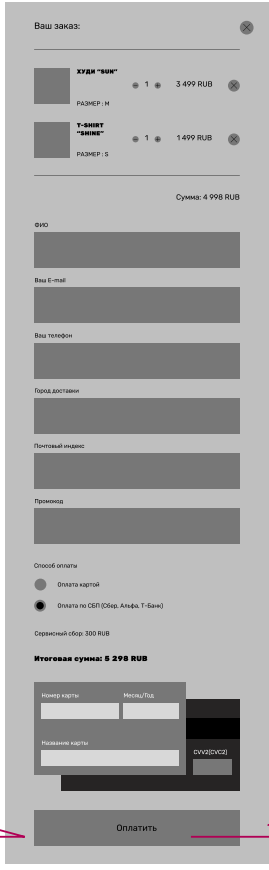 Ваш заказ:
ХУДИ “SUN”
1
3 499 RUB
РАЗМЕР : M
T-SHIRT
“SHINE”
1
1 499 RUB
РАЗМЕР : S
Сумма: 4 998 RUB
ФИО
Ваш E-mail
Ваш телефон
Город доставки
Почтовый индекс
Промокод
Способ оплаты
Оплата картой
Оплата по СБП (Сбер, Альфа, Т-Банк)
Сервисный сбор: 300 RUB
Итоговая сумма: 5 298 RUB
Номер карты
Месяц/Год
Название карты
CVV2(CVC2)
Оплатить